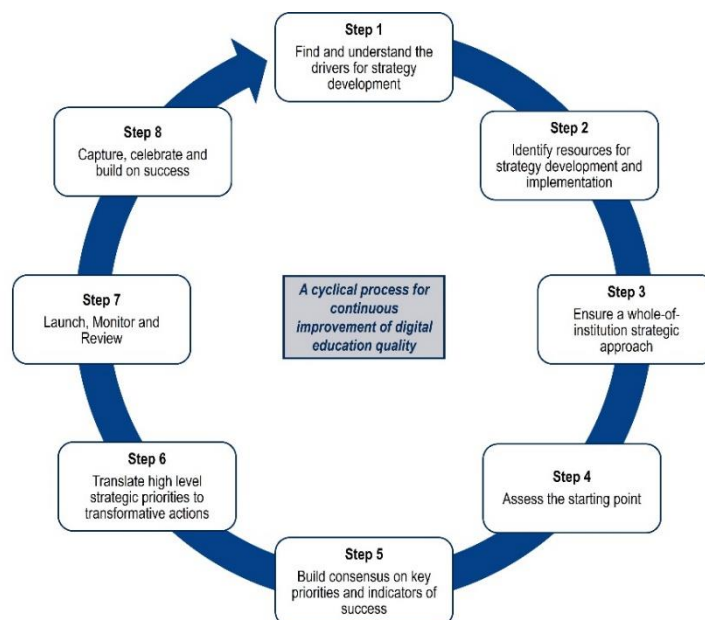 Step 1
Find and understand the
drivers for strategy
development
Step 2
Identify resources for
strategy development and
implementation
Step 3
Ensure a whole-of-
institution strategic
approach
Step 4
Assess the starting point
Step 5
Build consensus on key
priorities and indicators of
success
Step 6
Translate high level
strategic priorities to
transformative actions
Step 7
Launch, Monitor and
Review
Step 8
Capture, celebrate and
build on success
A cyclical process for
continuous
improvement of digital
education quality